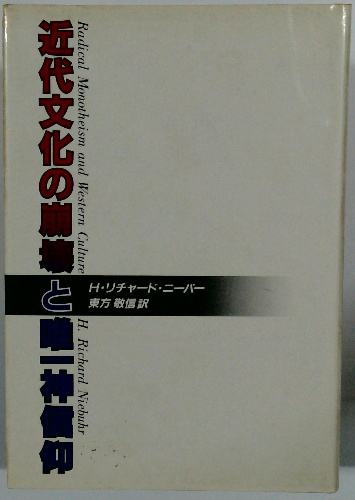 近代文化の崩壊と唯一神信仰
Radical Monotheism and Western Culture
H. Richard Niebuhr
H・リチャード・ニーバー
東方 敬信 訳